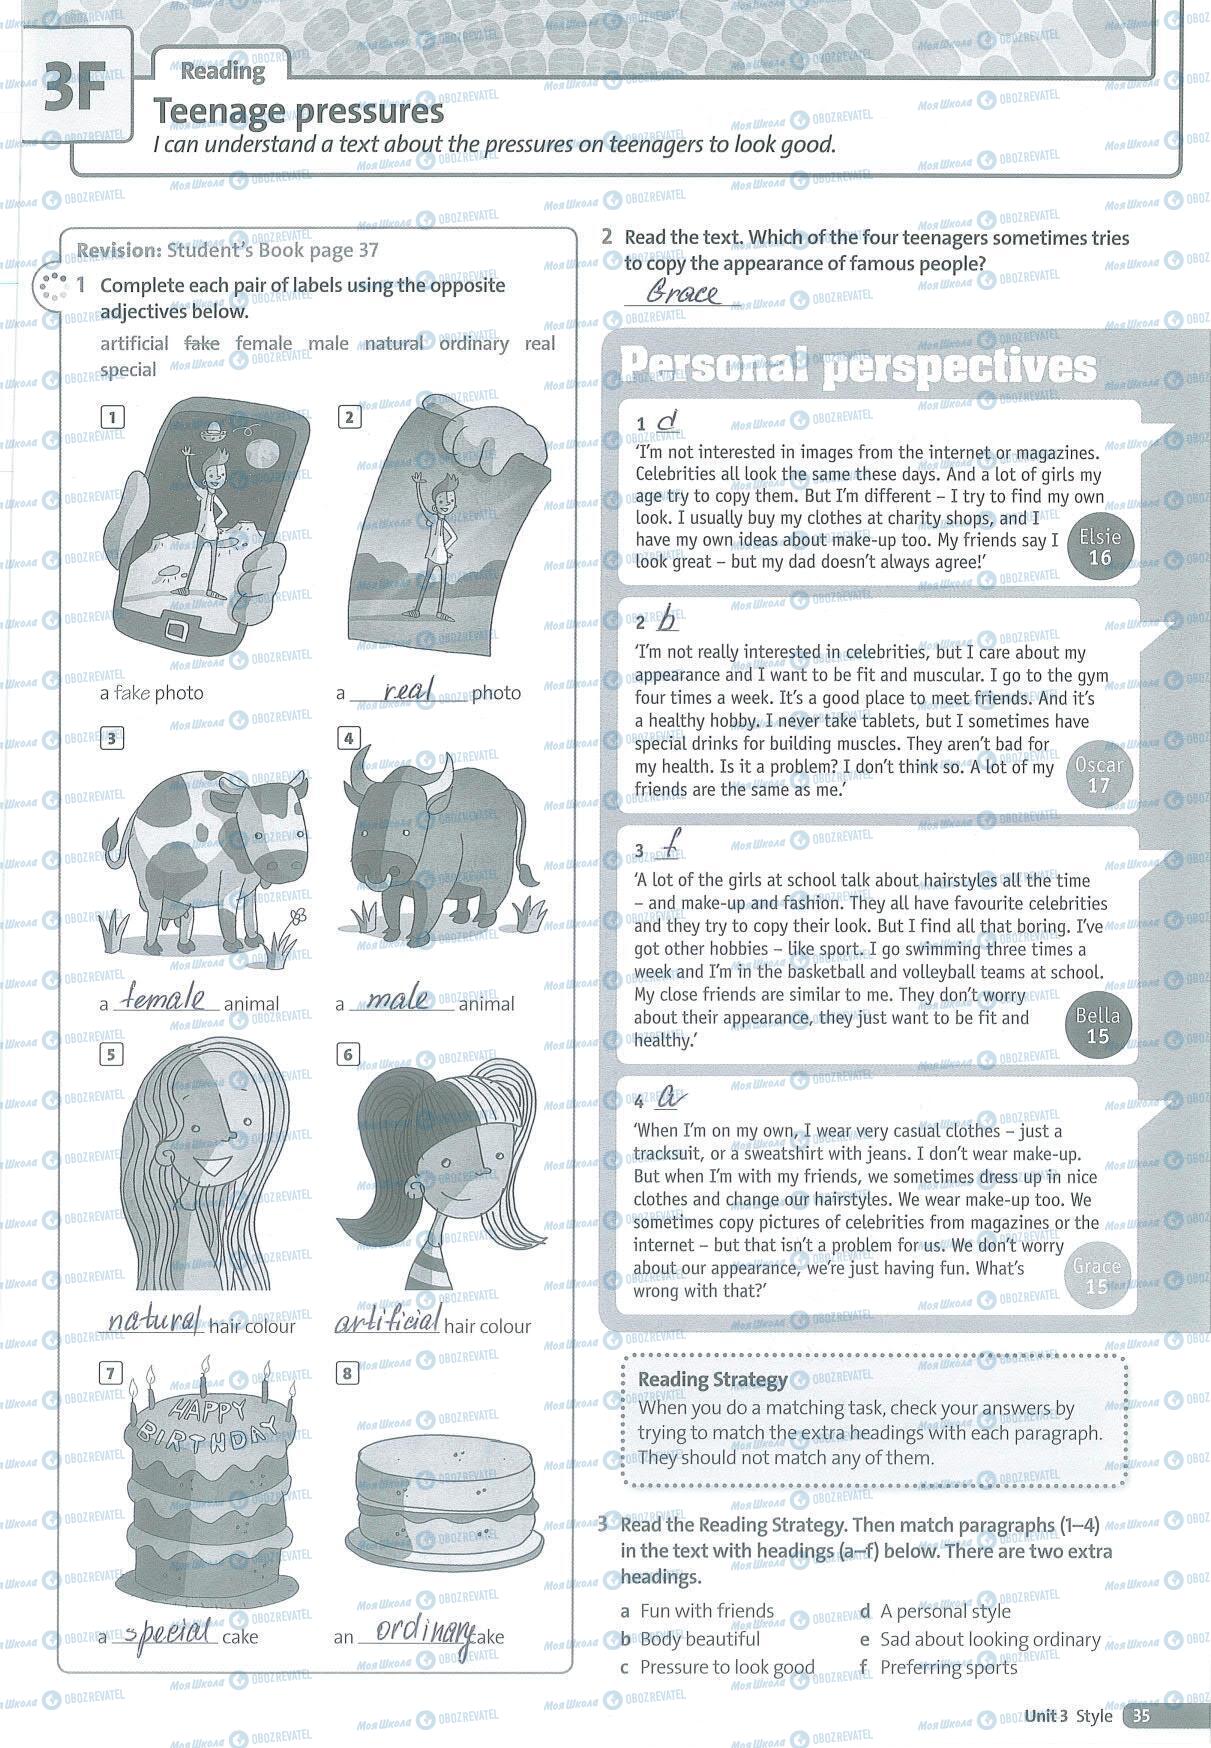 3F
Reading
Teenage pressures
I can understand a text about the pressures on teenagers to look good.
Revision: Student's Book page 37
1 Complete each pair of labels using the opposite
adjectives below.
artificial fake female male natural ordinary real
special
1
2
a fake photo
a real photo
3
4
a female animal
a male animal
5
6
natural hair colour
artificial hair colour
7
8
HAPPY
BIRTHDAY
a special cake
an ordinary cake
2 Read the text. Which of the four teenagers sometimes tries
to copy the appearance of famous people?
Grace
Personal perspectives
1 d
'I'm not interested in images from the internet or magazines.
Celebrities all look the same these days. And a lot of girls my
age try to copy them. But I'm different – I try to find my own
look. I usually buy my clothes at charity shops, and I
have my own ideas about make-up too. My friends say I
look great – but my dad doesn't always agree!'
Elsie
16
2 b
'I'm not really interested in celebrities, but I care about my
appearance and I want to be fit and muscular. I go to the gym
four times a week. It's a good place to meet friends. And it's
a healthy hobby. I never take tablets, but I sometimes have
special drinks for building muscles. They aren't bad for
my health. Is it a problem? I don't think so. A lot of my
friends are the same as me.'
Oscar
17
3 f
'A lot of the girls at school talk about hairstyles all the time
– and make-up and fashion. They all have favourite celebrities
and they try to copy their look. But I find all that boring. I've
got other hobbies – like sport. I go swimming three times a
week and I'm in the basketball and volleyball teams at school.
My close friends are similar to me. They don't worry
about their appearance, they just want to be fit and
healthy.'
Bella
15
4 a
'When I'm on my own, I wear very casual clothes – just a
tracksuit, or a sweatshirt with jeans. I don't wear make-up.
But when I'm with my friends, we sometimes dress up in nice
clothes and change our hairstyles. We wear make-up too. We
sometimes copy pictures of celebrities from magazines or the
internet – but that isn't a problem for us. We don't worry
about our appearance, we're just having fun. What's
wrong with that?'
Grace
15
Reading Strategy
When you do a matching task, check your answers by
trying to match the extra headings with each paragraph.
They should not match any of them.
3 Read the Reading Strategy. Then match paragraphs (1–4)
in the text with headings (a–f) below. There are two extra
headings.
a Fun with friends
b Body beautiful
c Pressure to look good
d A personal style
e Sad about looking ordinary
f Preferring sports
Unit 3 Style 35
МояШкола OBOZREVATEL